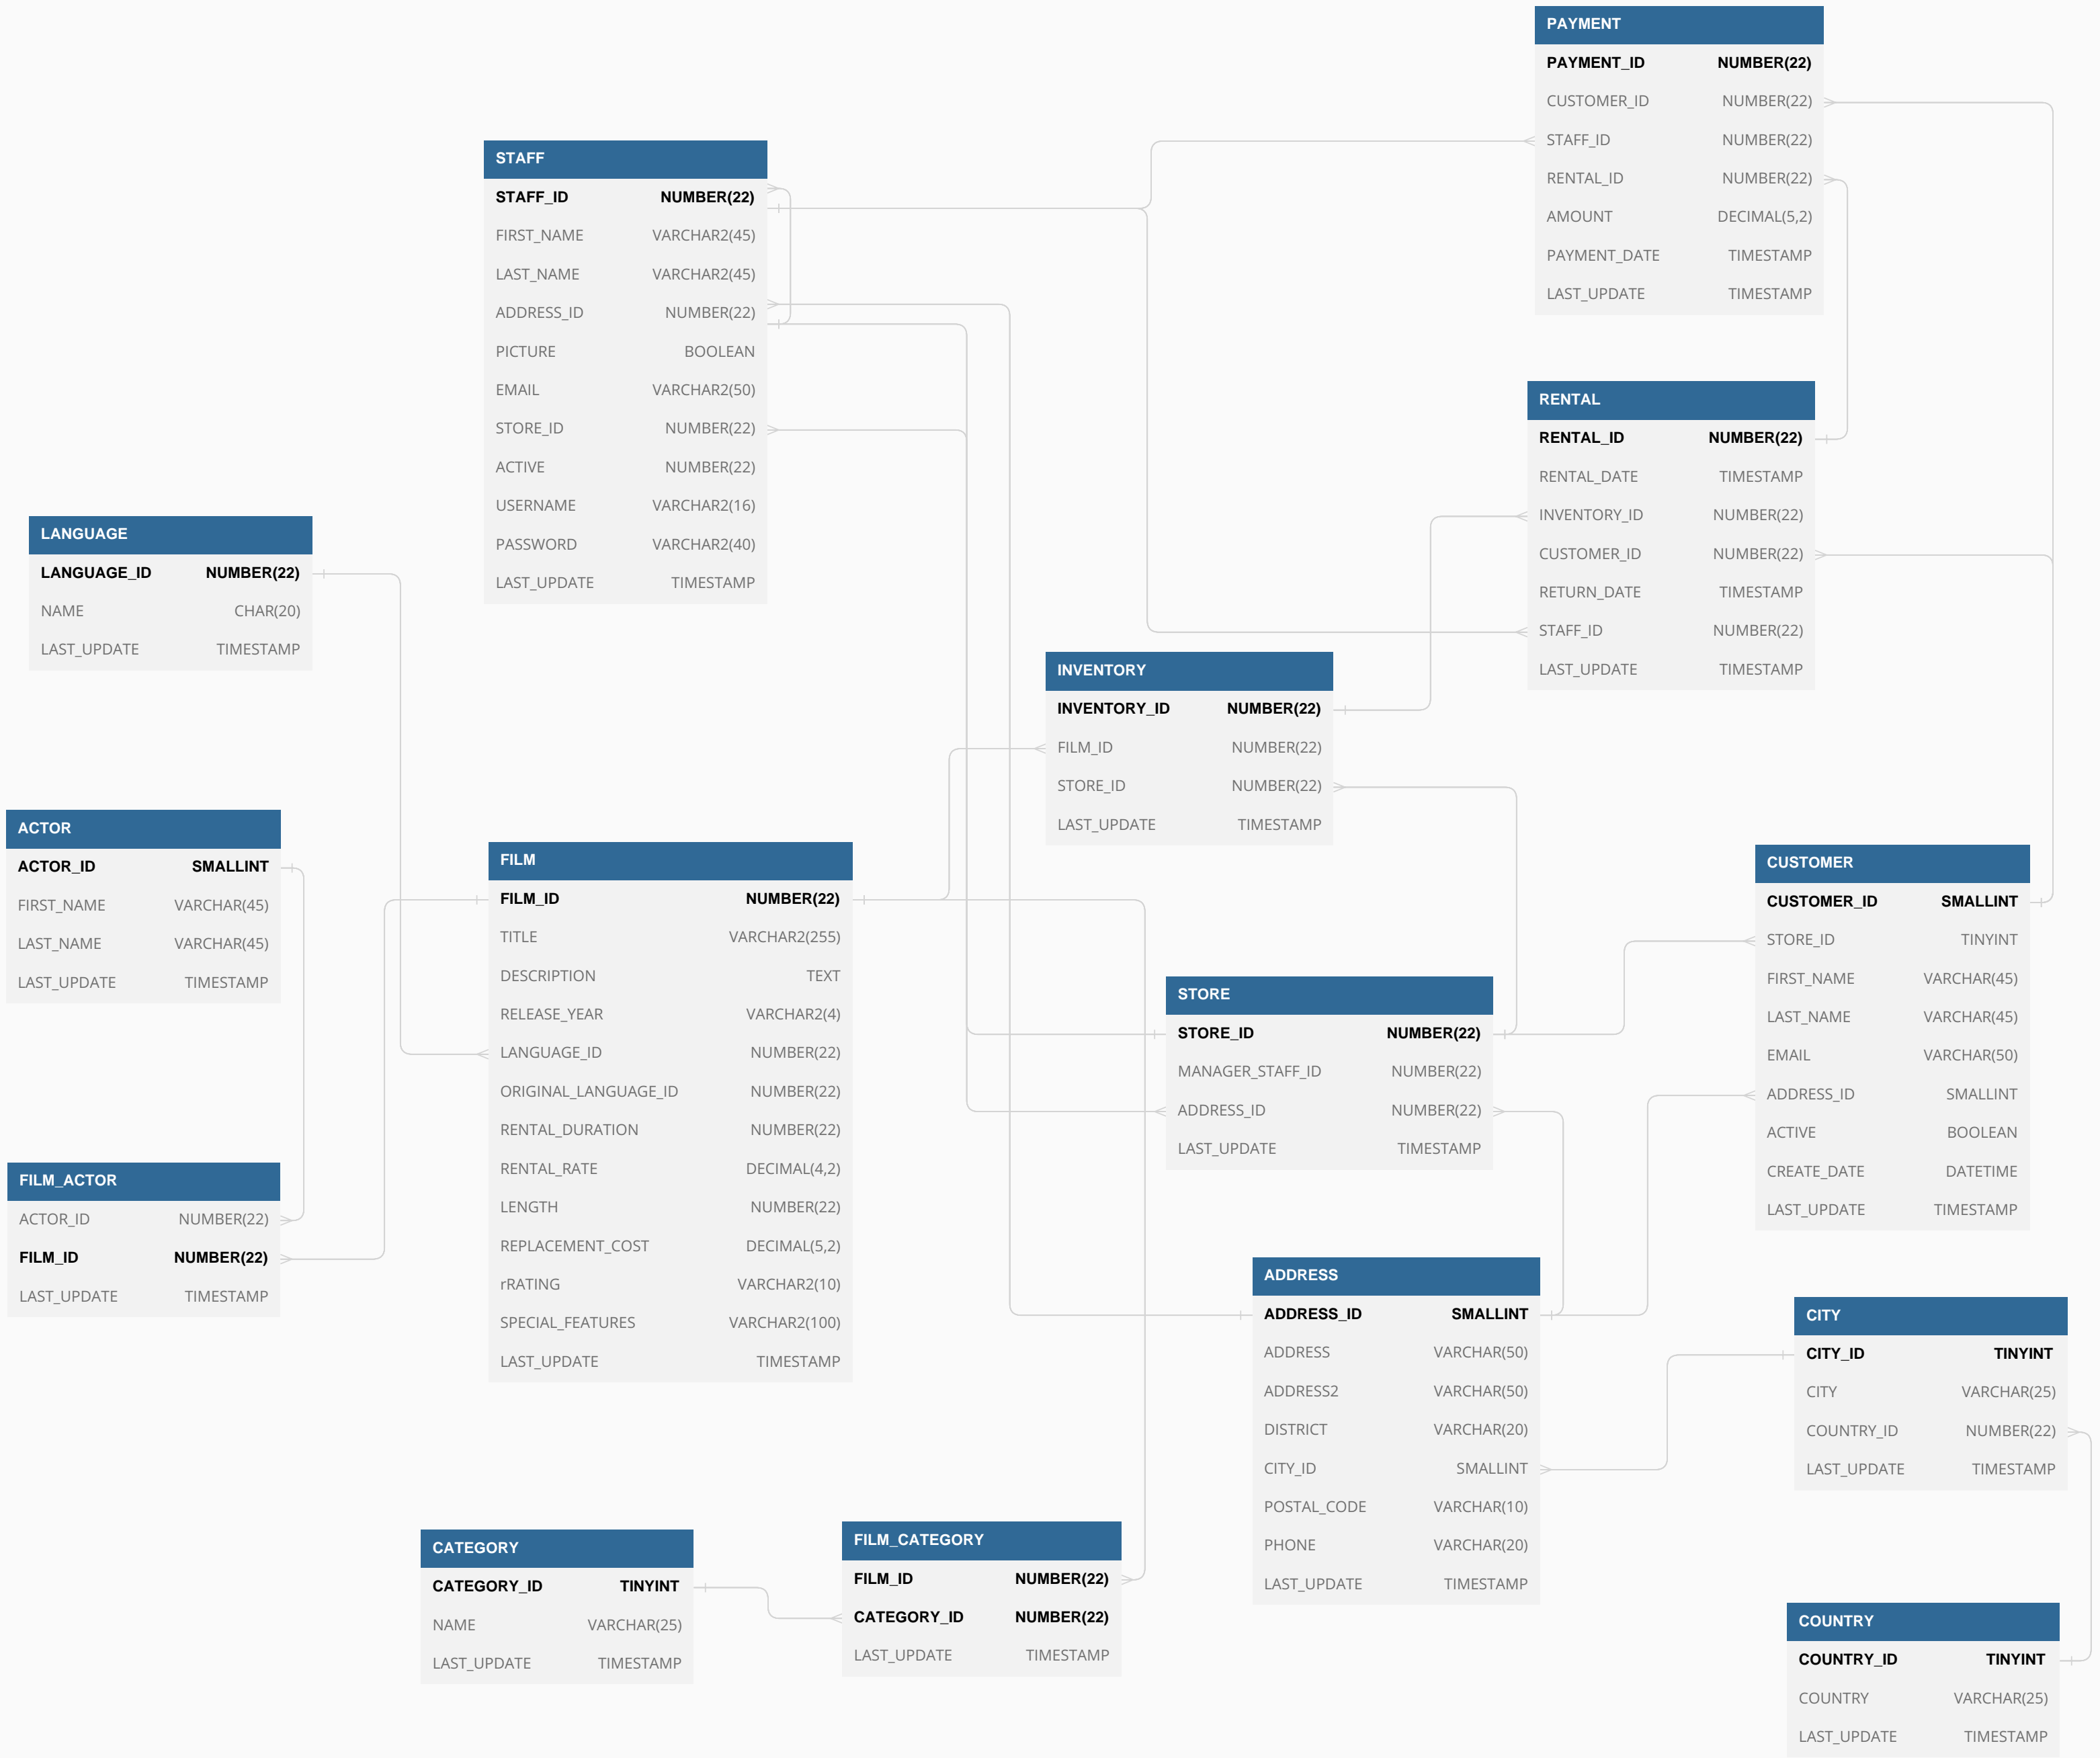 PAYMENT
PAYMENT_ID NUMBER(22)
CUSTOMER_ID NUMBER(22)
STAFF_ID NUMBER(22)
RENTAL_ID NUMBER(22)
AMOUNT DECIMAL(5,2)
PAYMENT_DATE TIMESTAMP
LAST_UPDATE TIMESTAMP
STAFF
STAFF_ID NUMBER(22)
FIRST_NAME VARCHAR2(45)
LAST_NAME VARCHAR2(45)
ADDRESS_ID NUMBER(22)
PICTURE BOOLEAN
EMAIL VARCHAR2(50)
STORE_ID NUMBER(22)
ACTIVE NUMBER(22)
USERNAME VARCHAR2(16)
PASSWORD VARCHAR2(40)
LAST_UPDATE TIMESTAMP
RENTAL
RENTAL_ID NUMBER(22)
RENTAL_DATE TIMESTAMP
INVENTORY_ID NUMBER(22)
CUSTOMER_ID NUMBER(22)
RETURN_DATE TIMESTAMP
STAFF_ID NUMBER(22)
LAST_UPDATE TIMESTAMP
LANGUAGE
LANGUAGE_ID NUMBER(22)
NAME CHAR(20)
LAST_UPDATE TIMESTAMP
INVENTORY
INVENTORY_ID NUMBER(22)
FILM_ID NUMBER(22)
STORE_ID NUMBER(22)
LAST_UPDATE TIMESTAMP
ACTOR
ACTOR_ID SMALLINT
FIRST_NAME VARCHAR(45)
LAST_NAME VARCHAR(45)
LAST_UPDATE TIMESTAMP
FILM
FILM_ID NUMBER(22)
TITLE VARCHAR2(255)
DESCRIPTION TEXT
RELEASE_YEAR VARCHAR2(4)
LANGUAGE_ID NUMBER(22)
ORIGINAL_LANGUAGE_ID NUMBER(22)
RENTAL_DURATION NUMBER(22)
RENTAL_RATE DECIMAL(4,2)
LENGTH NUMBER(22)
REPLACEMENT_COST DECIMAL(5,2)
rRATING VARCHAR2(10)
SPECIAL_FEATURES VARCHAR2(100)
LAST_UPDATE TIMESTAMP
CUSTOMER
CUSTOMER_ID SMALLINT
STORE_ID TINYINT
FIRST_NAME VARCHAR(45)
LAST_NAME VARCHAR(45)
EMAIL VARCHAR(50)
ADDRESS_ID SMALLINT
ACTIVE BOOLEAN
CREATE_DATE DATETIME
LAST_UPDATE TIMESTAMP
STORE
STORE_ID NUMBER(22)
MANAGER_STAFF_ID NUMBER(22)
ADDRESS_ID NUMBER(22)
LAST_UPDATE TIMESTAMP
FILM_ACTOR
ACTOR_ID NUMBER(22)
FILM_ID NUMBER(22)
LAST_UPDATE TIMESTAMP
ADDRESS
ADDRESS_ID SMALLINT
ADDRESS VARCHAR(50)
ADDRESS2 VARCHAR(50)
DISTRICT VARCHAR(20)
CITY_ID SMALLINT
POSTAL_CODE VARCHAR(10)
PHONE VARCHAR(20)
LAST_UPDATE TIMESTAMP
CITY
CITY_ID TINYINT
CITY VARCHAR(25)
COUNTRY_ID NUMBER(22)
LAST_UPDATE TIMESTAMP
CATEGORY
CATEGORY_ID TINYINT
NAME VARCHAR(25)
LAST_UPDATE TIMESTAMP
FILM_CATEGORY
FILM_ID NUMBER(22)
CATEGORY_ID NUMBER(22)
LAST_UPDATE TIMESTAMP
COUNTRY
COUNTRY_ID TINYINT
COUNTRY VARCHAR(25)
LAST_UPDATE TIMESTAMP